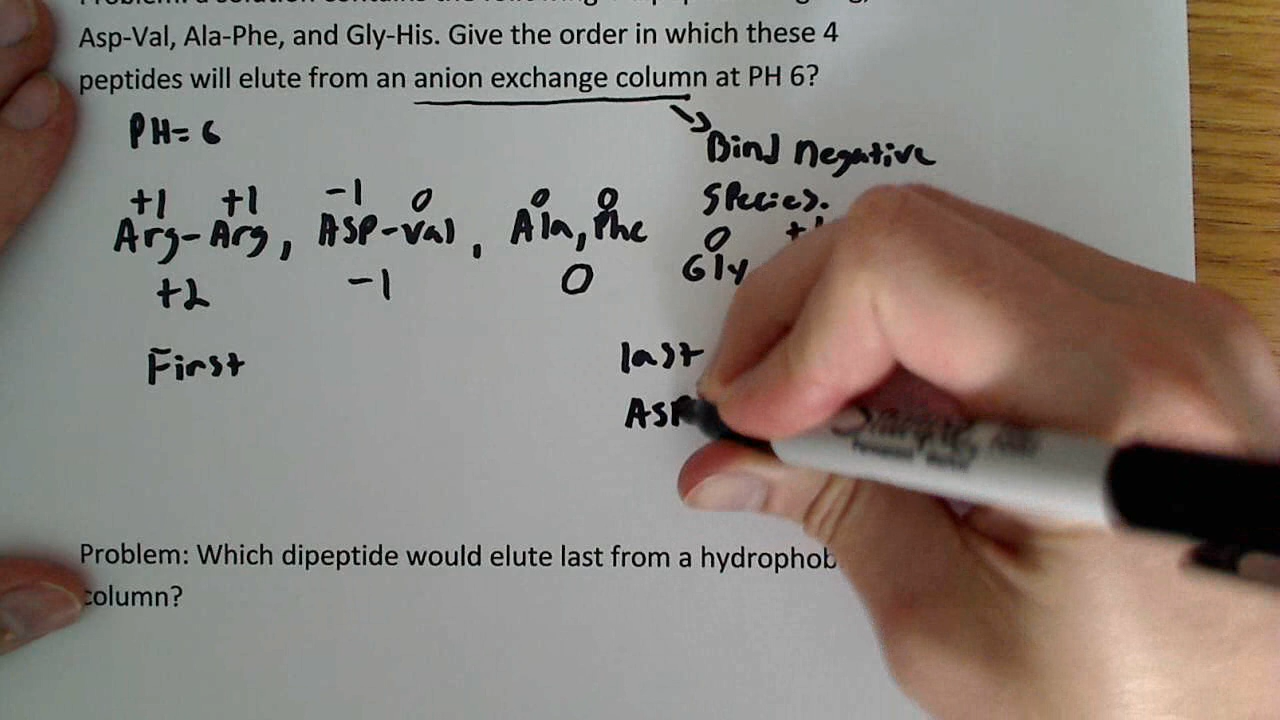 Asp-Val, Ala-Phe, and Gly-His. Give the order in which these 4
peptides will elute from an anion exchange column at PH 6?
PH= 6
Bind negative
species.
+1 +1 -1 0 0 0 0
Arg-Arg, ASP-val, Ala, Phe Gly
+2 -1 0
First last
ASP
Sharpie
Problem: Which dipeptide would elute last from a hydrophob
column?